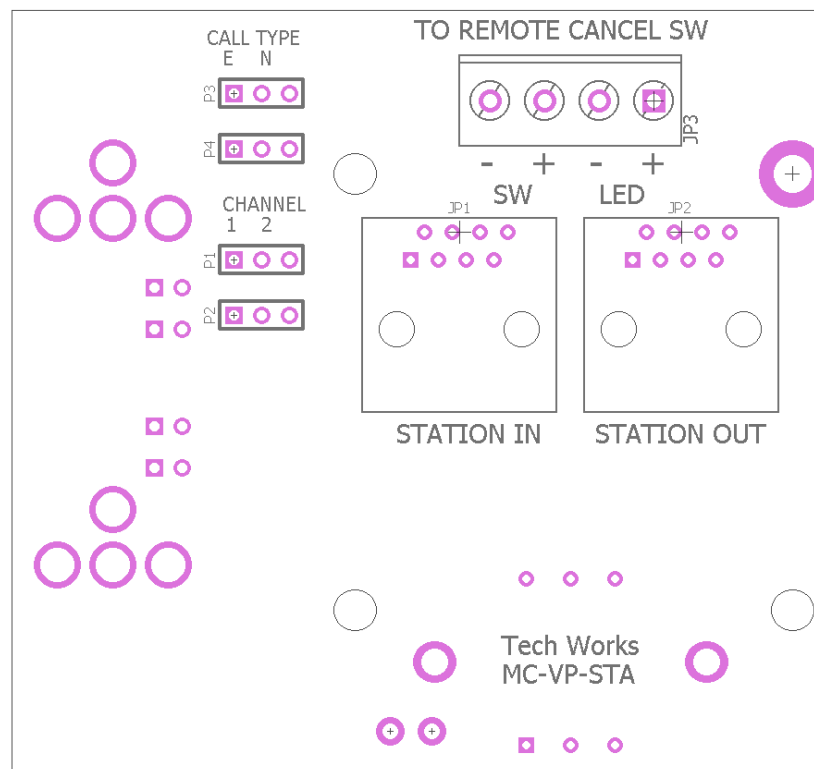 CALL TYPE
E N
P3
P4
CHANNEL
1 2
P1
P2
TO REMOTE CANCEL SW
JP3
- + - +
SW LED
JP1
JP2
STATION IN
STATION OUT
Tech Works
MC-VP-STA